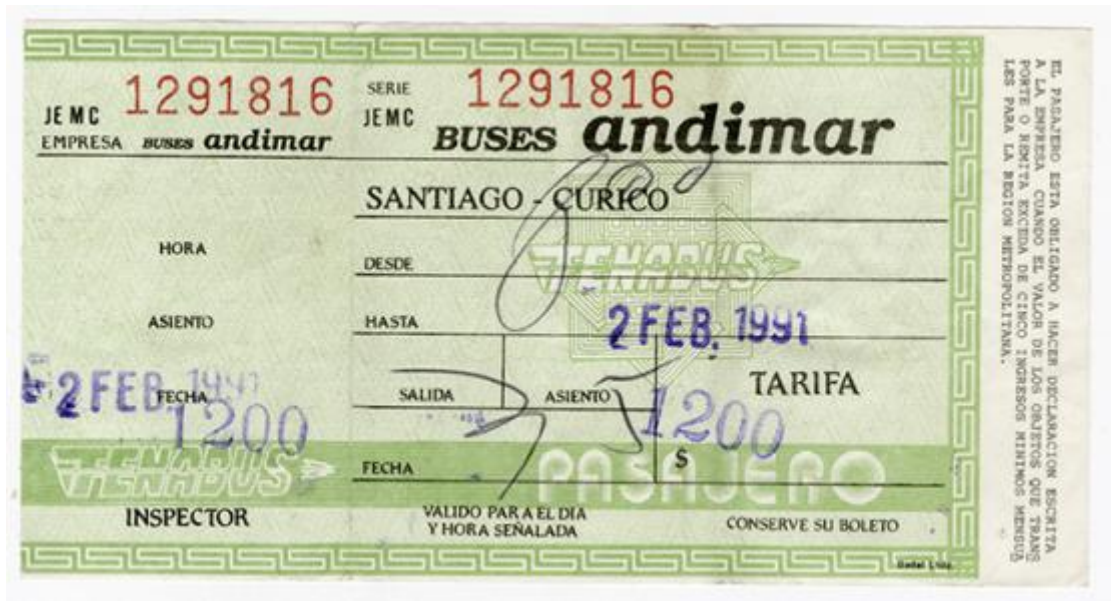 1291816
JEMC
EMPRESA BUSES andimar
HORA
ASIENTO
2 FEB. 1991
FECHA
1200
TENABUS
INSPECTOR
SERIE 1291816
JEMC
BUSES andimar
SANTIAGO - CURICO
TENABUS
DESDE
HASTA
2 FEB. 1991
SALIDA ASIENTO TARIFA
1200
FECHA $
PASAJERO
VALIDO PARA EL DIA
Y HORA SEÑALADA
CONSERVE SU BOLETO
EL PASAJERO ESTA OBLIGADO A HACER DECLARACION ESCRITA
A LA EMPRESA CUANDO EL VALOR DE LOS OBJETOS QUE TRANS
PORTE O REMITA EXCEDA DE CINCO INGRESOS MINIMOS MENSUA
LES PARA LA REGION METROPOLITANA.